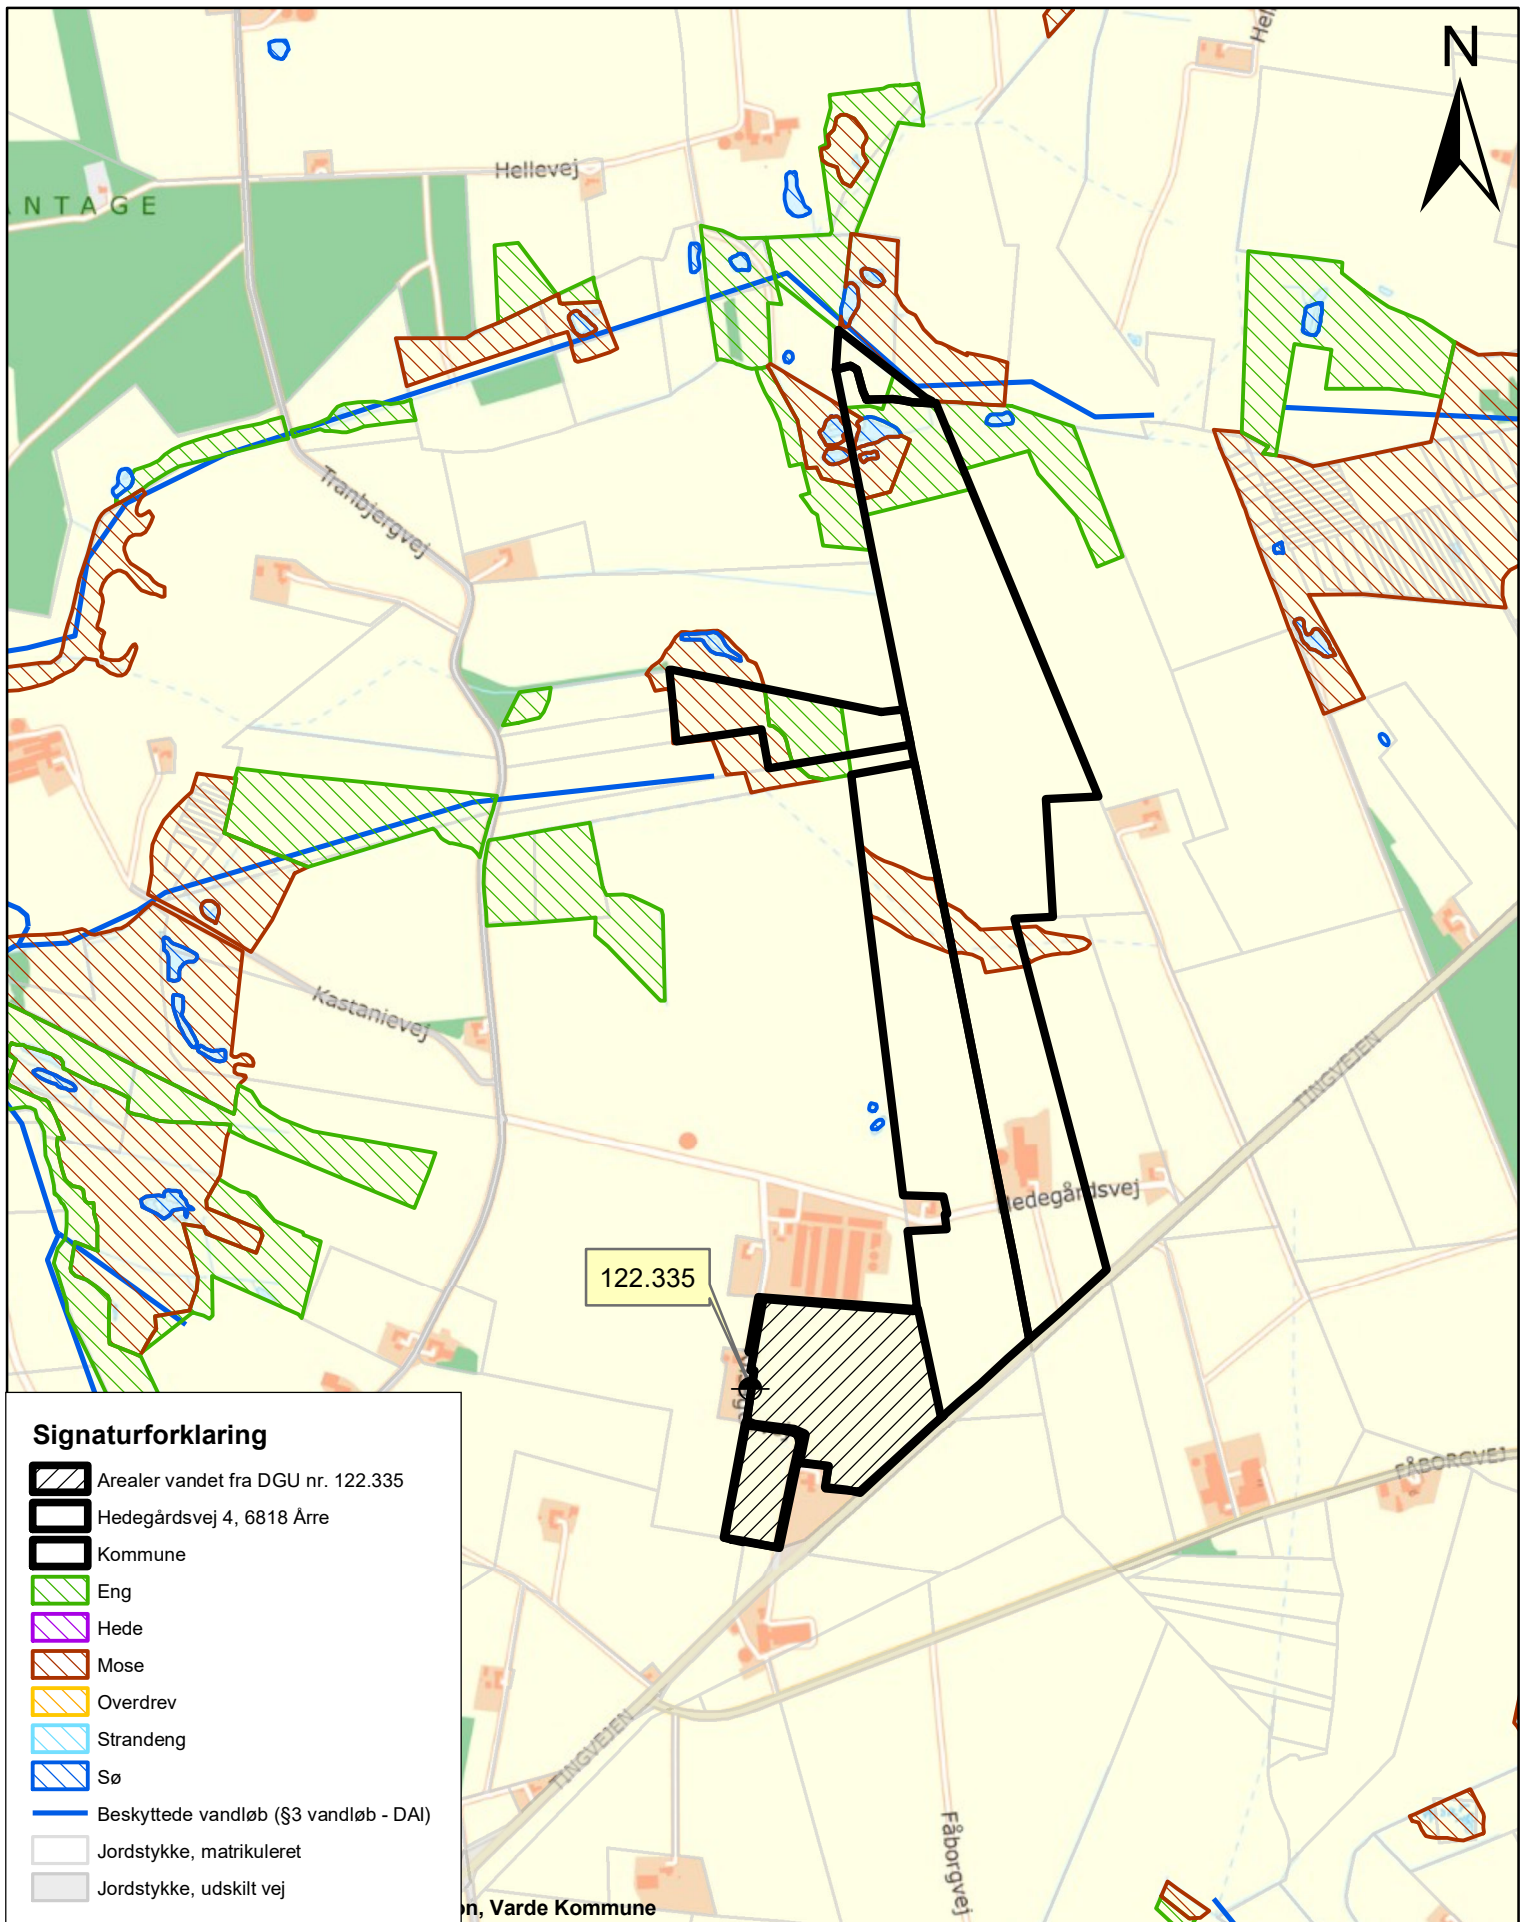 N
Hellevej
NTAGE
Tranbjergvej
Kastanievej
TINGVEJEN
Hedegårdsvej
122.335
FÅBORGVEJ
TINGVEJEN
Fåborgvej
Signaturforklaring
Arealer vandet fra DGU nr. 122.335
Hedegårdsvej 4, 6818 Årre
Kommune
Eng
Hede
Mose
Overdrev
Strandeng
Sø
Beskyttede vandløb (§3 vandløb - DAI)
Jordstykke, matrikuleret
Jordstykke, udskilt vej
on, Varde Kommune